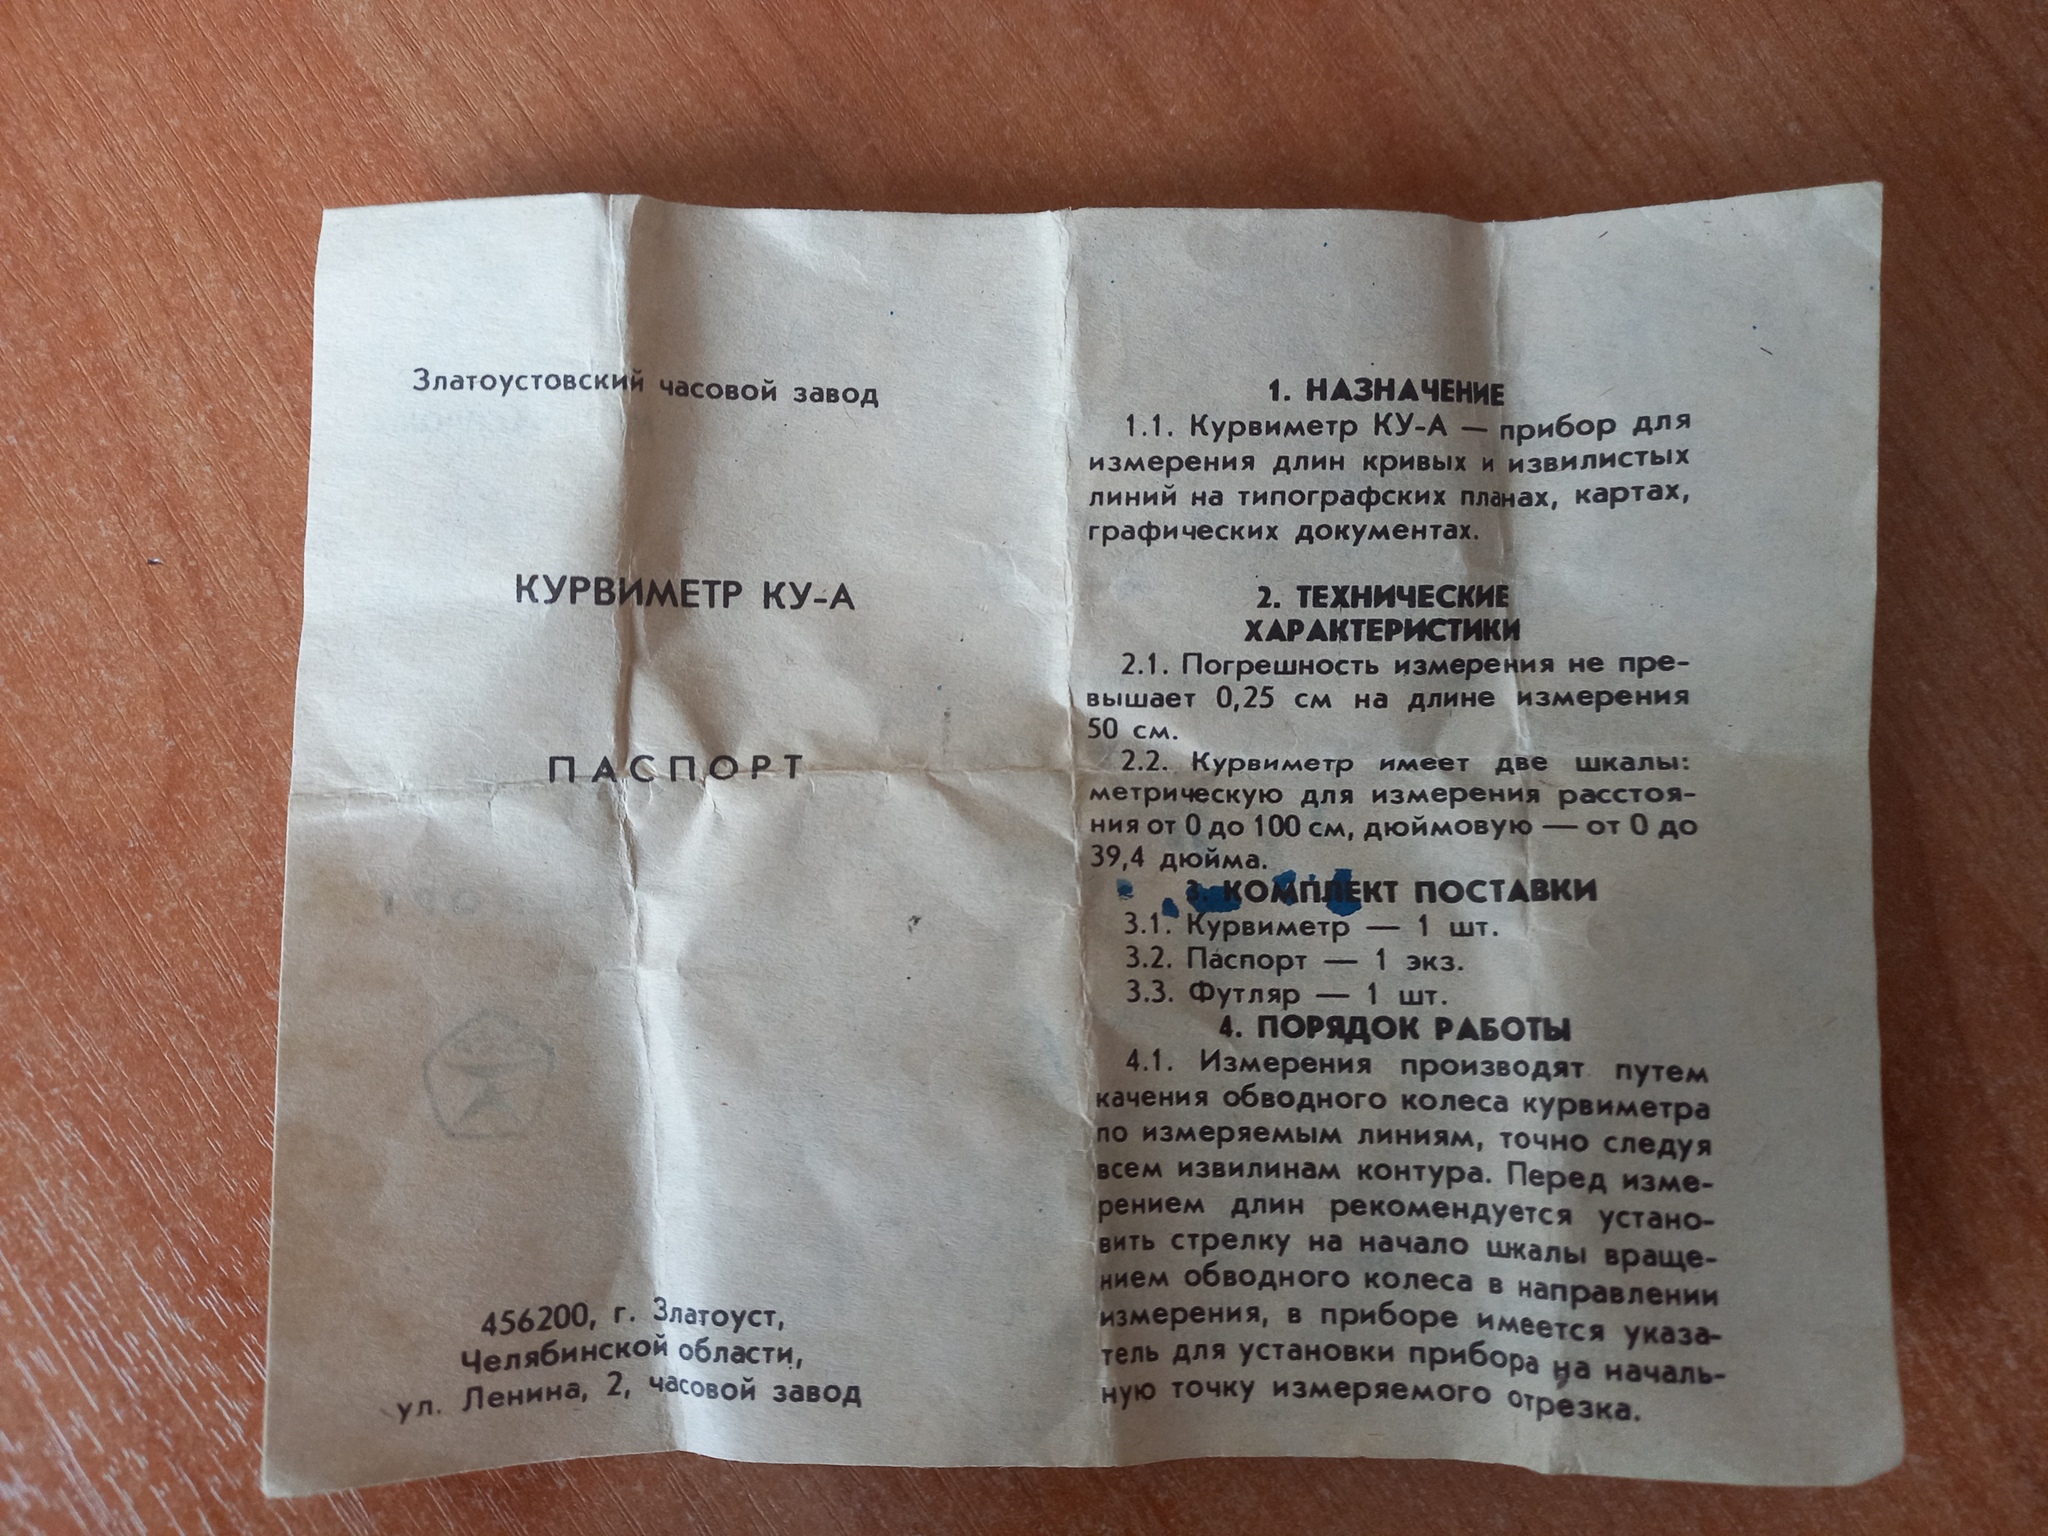 Златоустовский часовой завод
КУРВИМЕТР КУ-А
ПАСПОРТ
456200, г. Златоуст,
Челябинской области,
ул. Ленина, 2, часовой завод
1. НАЗНАЧЕНИЕ
1.1. Курвиметр КУ-А — прибор для
измерения длин кривых и извилистых
линий на типографских планах, картах,
графических документах.
2. ТЕХНИЧЕСКИЕ
ХАРАКТЕРИСТИКИ
2.1. Погрешность измерения не пре-
вышает 0,25 см на длине измерения
50 см.
2.2. Курвиметр имеет две шкалы:
метрическую для измерения расстоя-
ния от 0 до 100 см, дюймовую — от 0 до
39,4 дюйма.
3. КОМПЛЕКТ ПОСТАВКИ
3.1. Курвиметр — 1 шт.
3.2. Паспорт — 1 экз.
3.3. Футляр — 1 шт.
4. ПОРЯДОК РАБОТЫ
4.1. Измерения производят путем
качения обводного колеса курвиметра
по измеряемым линиям, точно следуя
всем извилинам контура. Перед изме-
рением длин рекомендуется устано-
вить стрелку на начало шкалы враще-
нием обводного колеса в направлении
измерения, в приборе имеется указа-
тель для установки прибора на началь-
ную точку измеряемого отрезка.